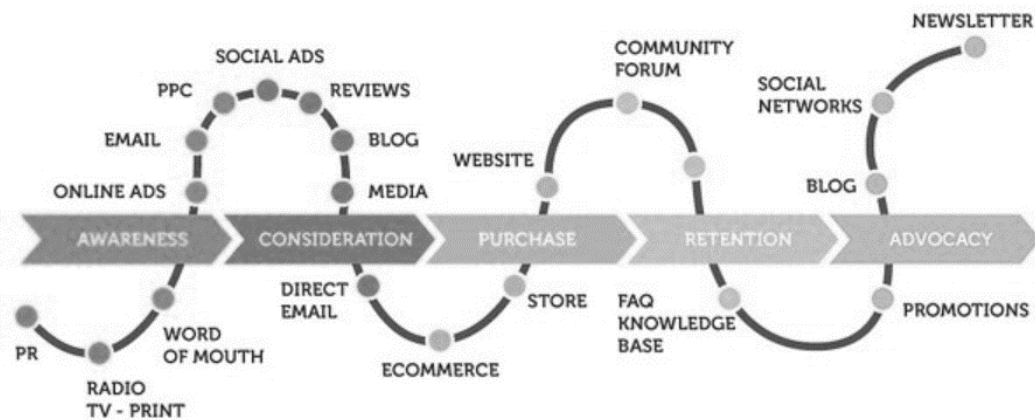 NEWSLETTER
SOCIAL ADS
COMMUNITY
FORUM
PPC
REVIEWS
SOCIAL
NETWORKS
EMAIL
BLOG
WEBSITE
ONLINE ADS
MEDIA
BLOG
AWARENESS
CONSIDERATION
PURCHASE
RETENTION
ADVOCACY
DIRECT
EMAIL
STORE
FAQ
KNOWLEDGE
BASE
PROMOTIONS
PR
WORD
OF MOUTH
ECOMMERCE
RADIO
TV - PRINT